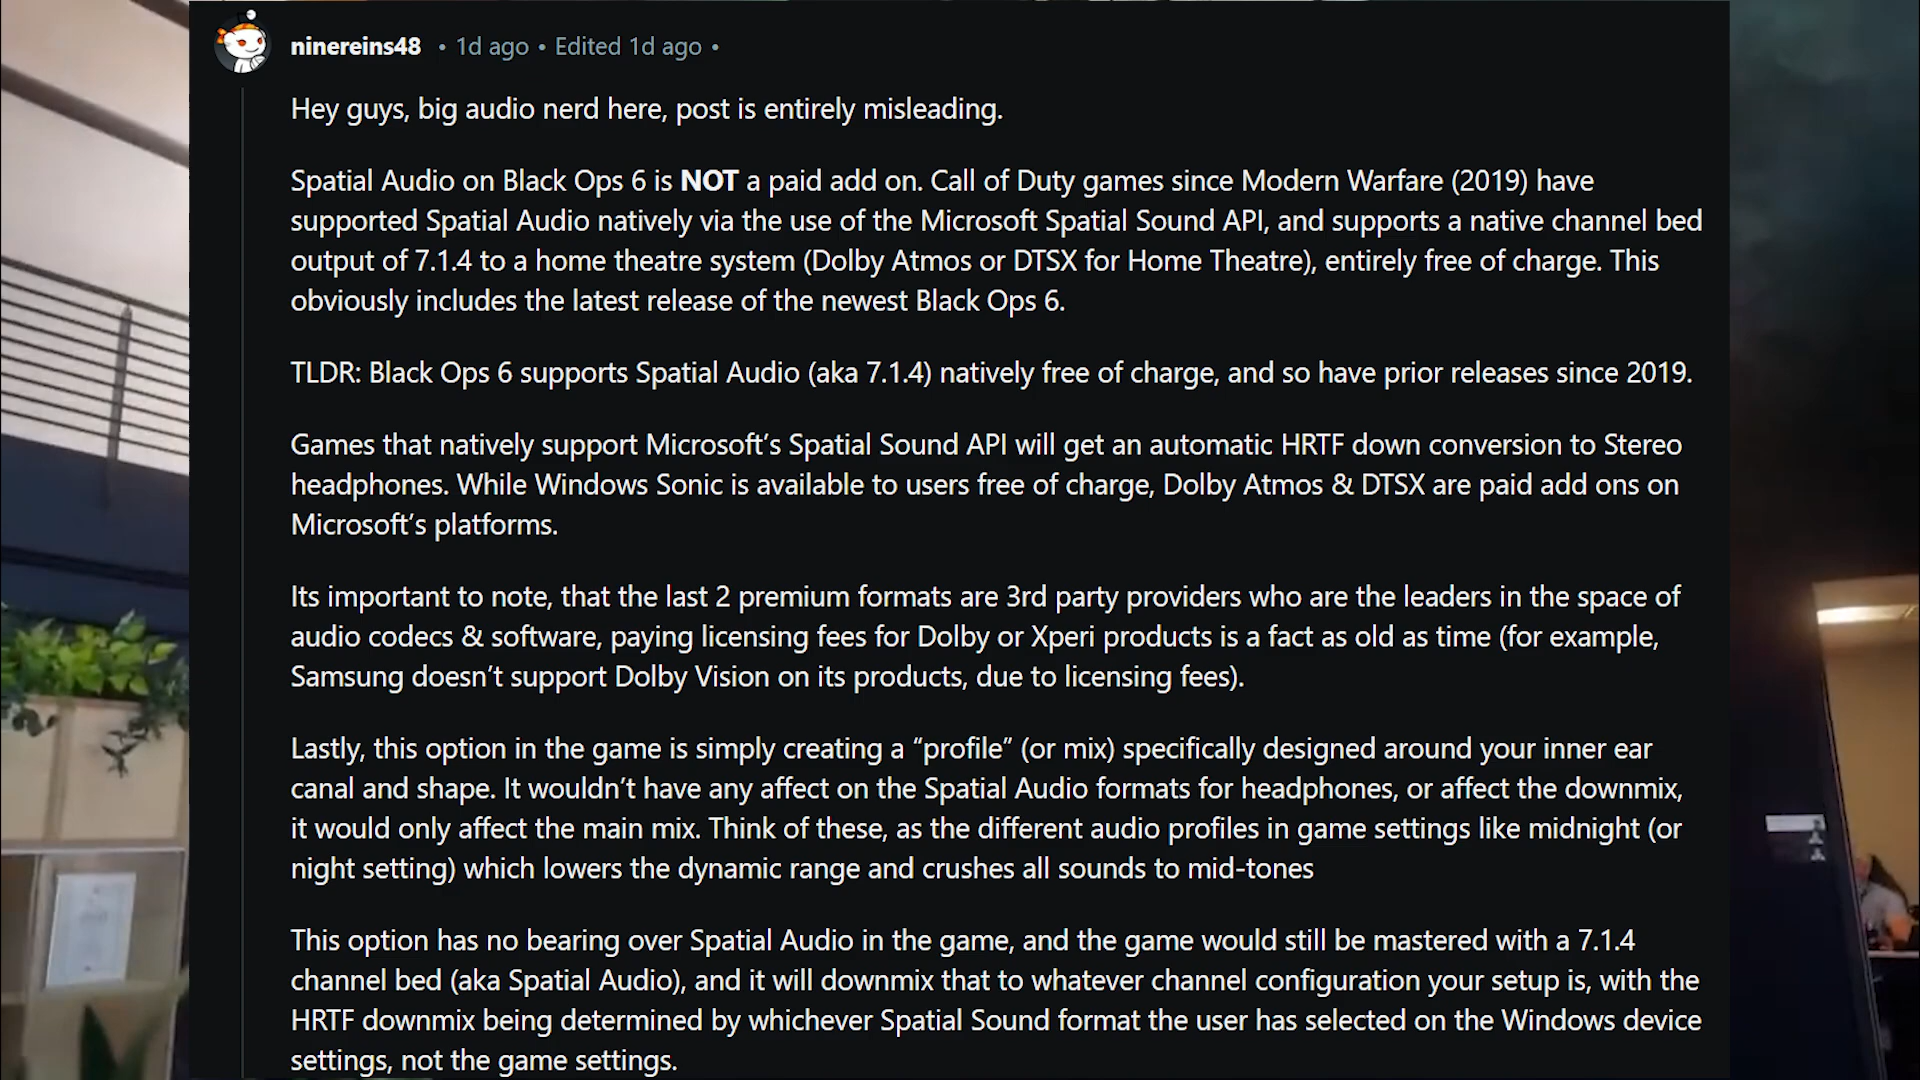 ninereins48 • 1d ago • Edited 1d ago •
Hey guys, big audio nerd here, post is entirely misleading.
Spatial Audio on Black Ops 6 is NOT a paid add on. Call of Duty games since Modern Warfare (2019) have
supported Spatial Audio natively via the use of the Microsoft Spatial Sound API, and supports a native channel bed
output of 7.1.4 to a home theatre system (Dolby Atmos or DTSX for Home Theatre), entirely free of charge. This
obviously includes the latest release of the newest Black Ops 6.
TLDR: Black Ops 6 supports Spatial Audio (aka 7.1.4) natively free of charge, and so have prior releases since 2019.
Games that natively support Microsoft’s Spatial Sound API will get an automatic HRTF down conversion to Stereo
headphones. While Windows Sonic is available to users free of charge, Dolby Atmos & DTSX are paid add ons on
Microsoft’s platforms.
Its important to note, that the last 2 premium formats are 3rd party providers who are the leaders in the space of
audio codecs & software, paying licensing fees for Dolby or Xperi products is a fact as old as time (for example,
Samsung doesn’t support Dolby Vision on its products, due to licensing fees).
Lastly, this option in the game is simply creating a “profile” (or mix) specifically designed around your inner ear
canal and shape. It wouldn’t have any affect on the Spatial Audio formats for headphones, or affect the downmix,
it would only affect the main mix. Think of these, as the different audio profiles in game settings like midnight (or
night setting) which lowers the dynamic range and crushes all sounds to mid-tones
This option has no bearing over Spatial Audio in the game, and the game would still be mastered with a 7.1.4
channel bed (aka Spatial Audio), and it will downmix that to whatever channel configuration your setup is, with the
HRTF downmix being determined by whichever Spatial Sound format the user has selected on the Windows device
settings, not the game settings.